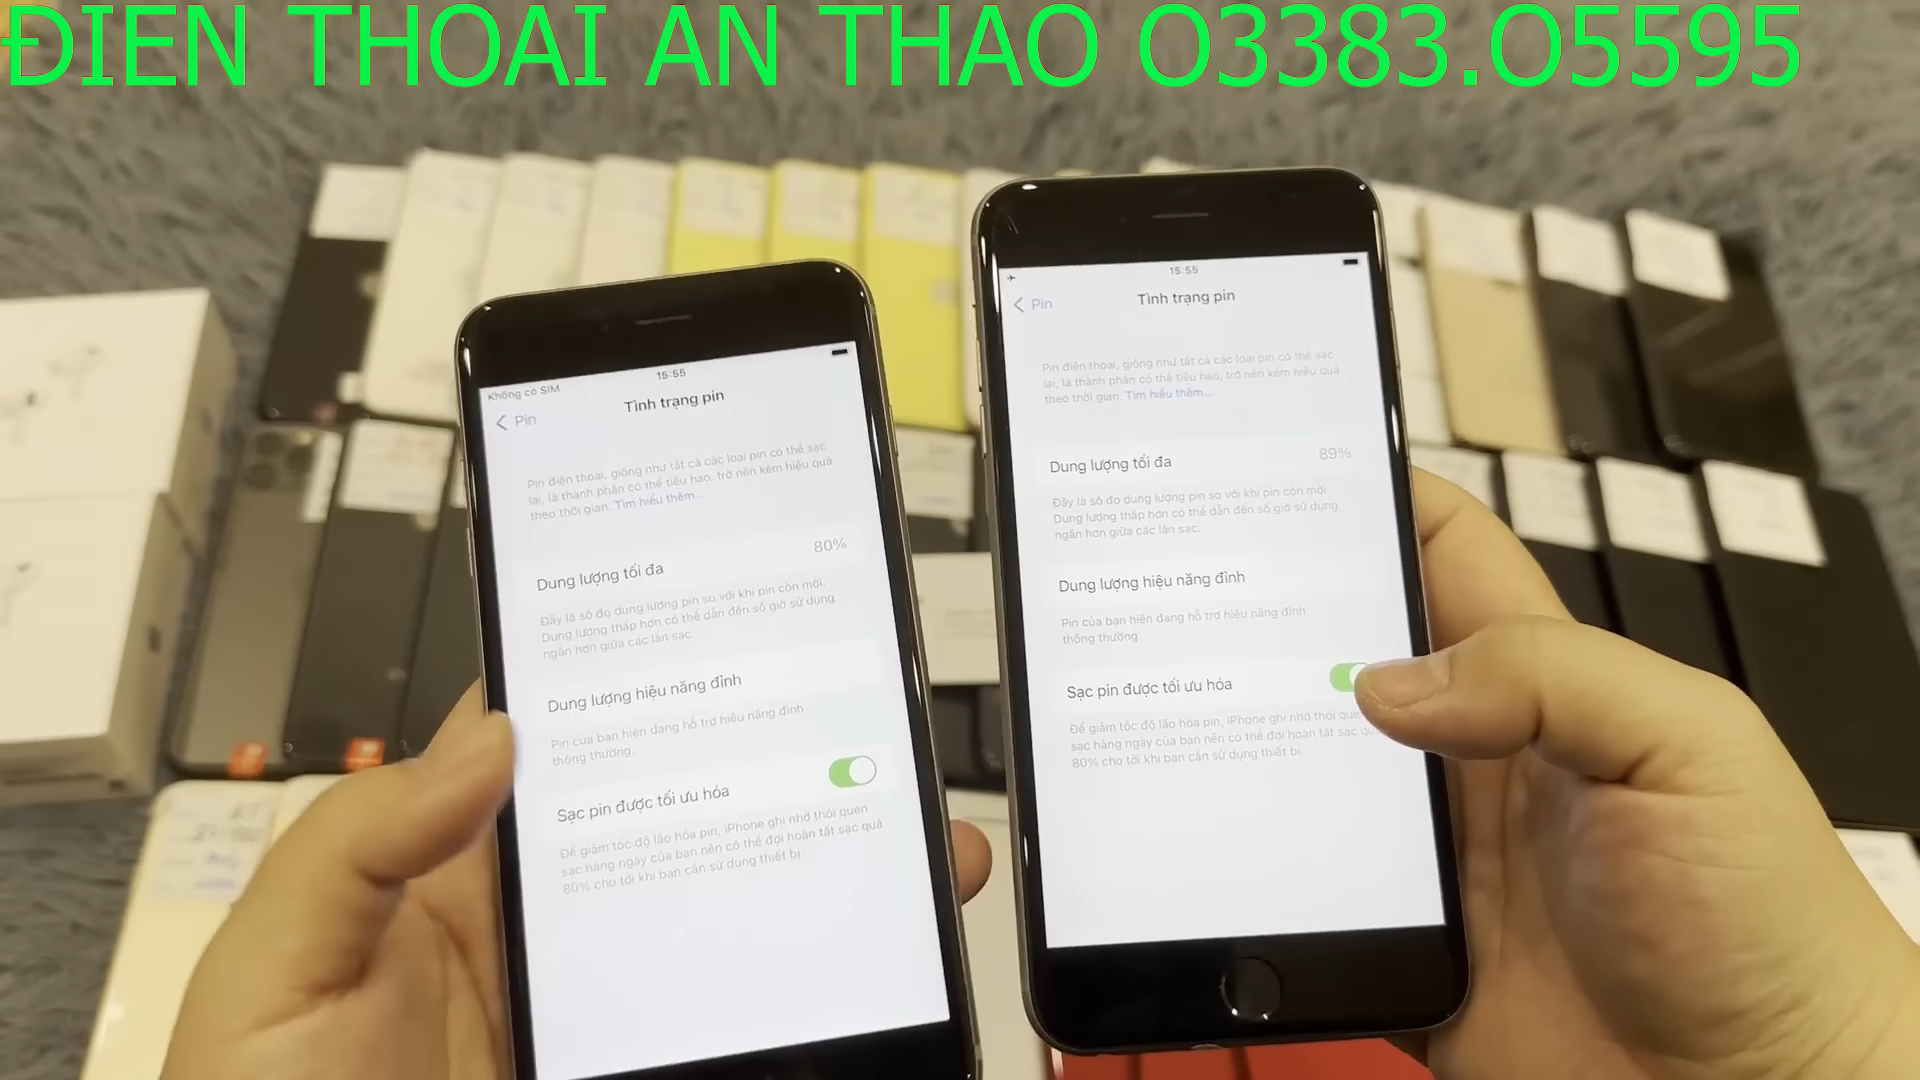 ĐIEN THOAI AN THAO O3383.O5595
Không có SIM
15:55
Pin
Tình trạng pin
Pin điện thoại, giống như tất cả các loại pin có thể sạc
lại, là thành phần có thể tiêu hao, trở nên kém hiệu quả
theo thời gian. Tìm hiểu thêm...
Dung lượng tối đa
80%
Đây là số đo dung lượng pin so với khi pin còn mới.
Dung lượng thấp hơn có thể dẫn đến số giờ sử dụng
ngắn hơn giữa các lần sạc.
Dung lượng hiệu năng đỉnh
Pin của bạn hiện đang hỗ trợ hiệu năng đỉnh
thông thường.
Sạc pin được tối ưu hóa
Để giảm tốc độ lão hóa pin, iPhone ghi nhớ thói quen
sạc hàng ngày của bạn nên có thể đợi hoàn tất sạc quá
80% cho tới khi bạn cần sử dụng thiết bị.
15:55
Pin
Tình trạng pin
Pin điện thoại, giống như tất cả các loại pin có thể sạc
lại, là thành phần có thể tiêu hao, trở nên kém hiệu quả
theo thời gian. Tìm hiểu thêm...
Dung lượng tối đa
89%
Đây là số đo dung lượng pin so với khi pin còn mới.
Dung lượng thấp hơn có thể dẫn đến số giờ sử dụng
ngắn hơn giữa các lần sạc.
Dung lượng hiệu năng đỉnh
Pin của bạn hiện đang hỗ trợ hiệu năng đỉnh
thông thường.
Sạc pin được tối ưu hóa
Để giảm tốc độ lão hóa pin, iPhone ghi nhớ thói que
sạc hàng ngày của bạn nên có thể đợi hoàn tất sạc qu
80% cho tới khi bạn cần sử dụng thiết bị.